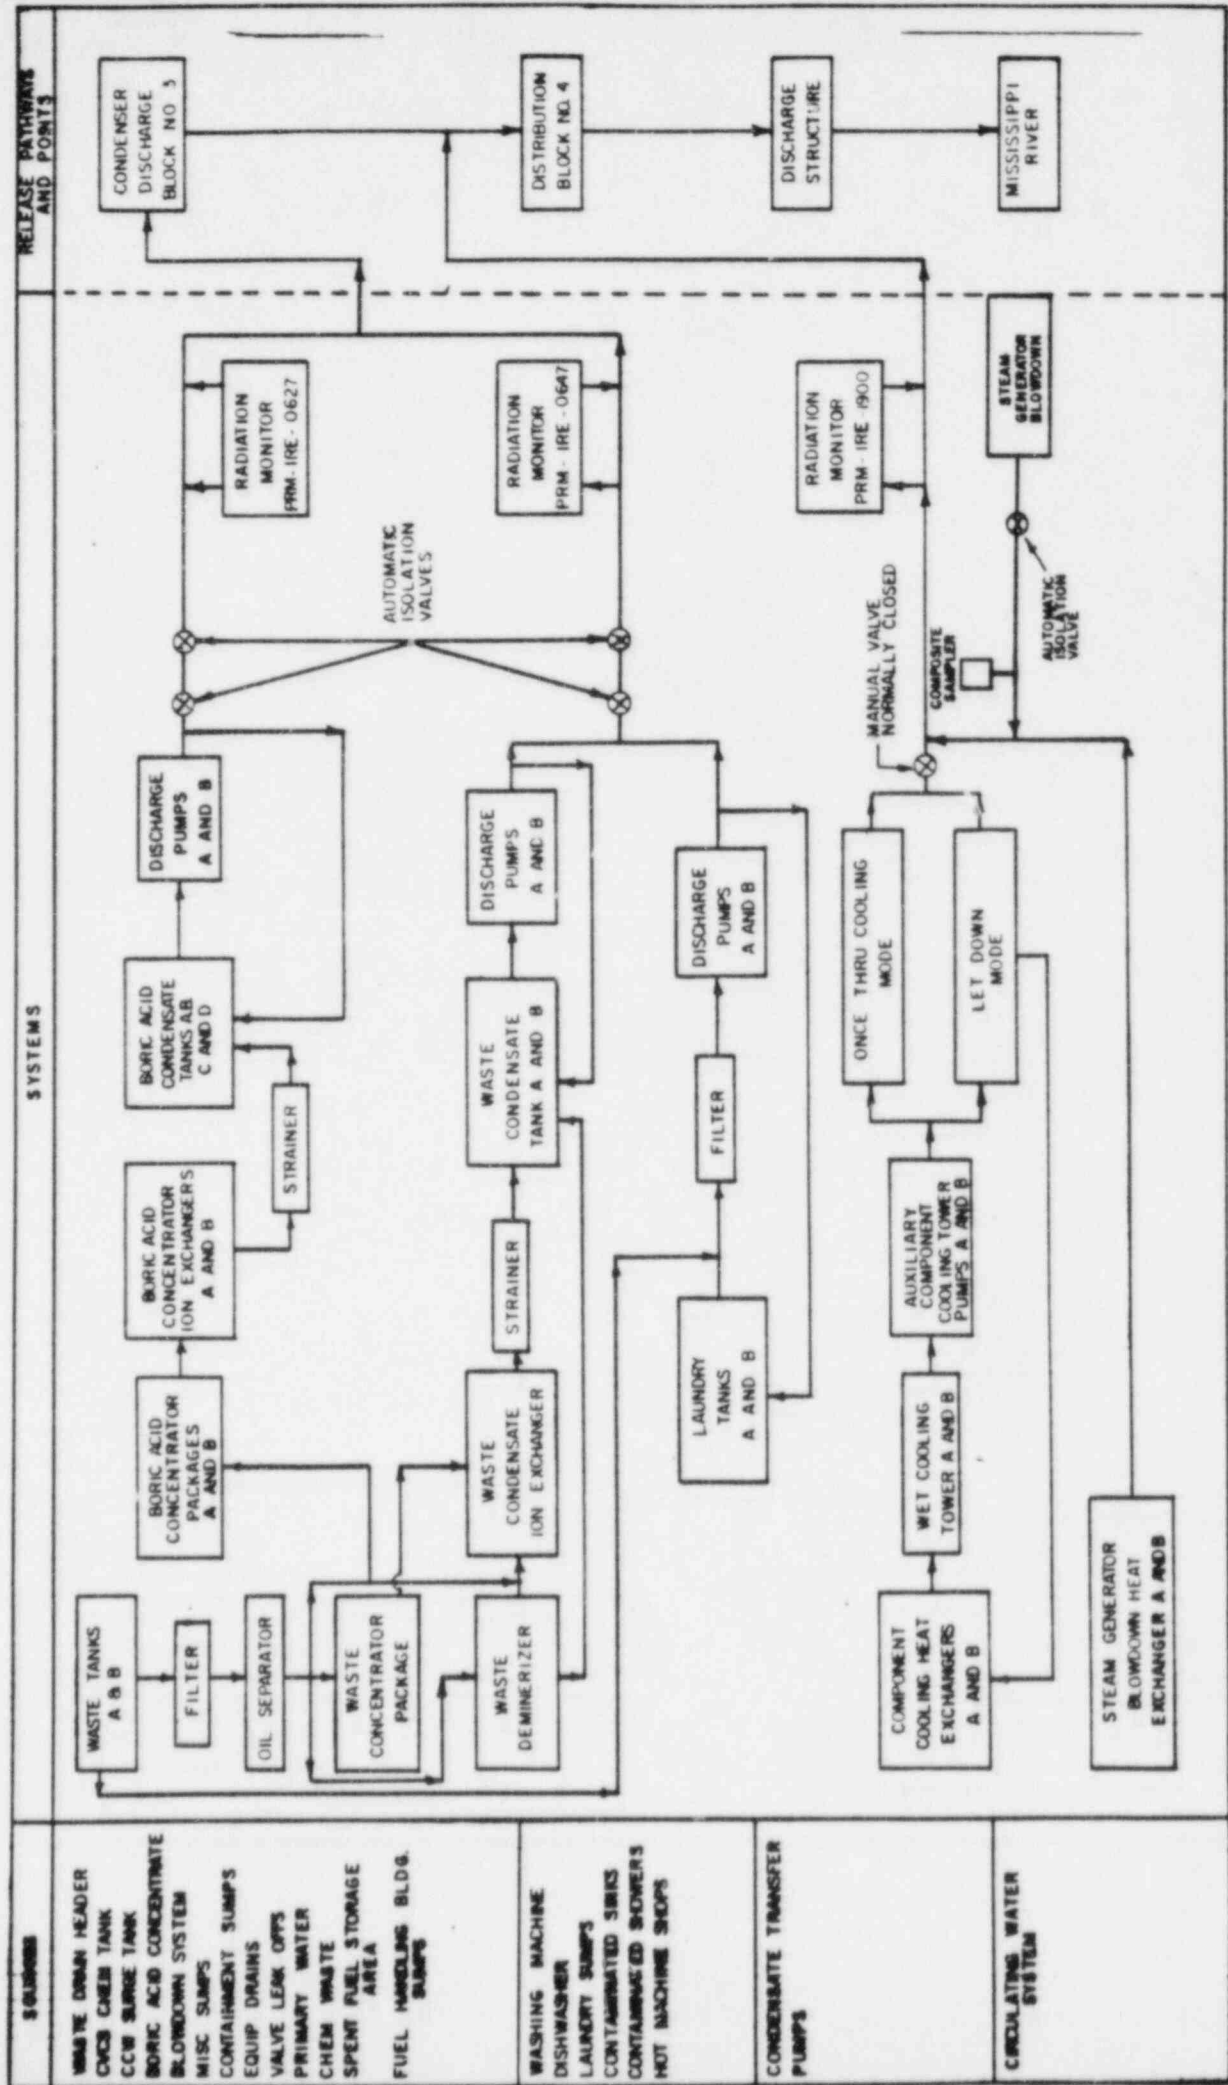 SOURCES
SYSTEMS
RELEASE PATHWAYS
AND POINTS
WASTE DRAIN HEADER
CVCS CHEM TANK
CCW SURGE TANK
BORIC ACID CONCENTRATE
BLOWDOWN SYSTEM
MISC SUMPS
CONTAINMENT SUMPS
EQUIP DRAINS
VALVE LEAK OFFS
PRIMARY WATER
CHEM WASTE
SPENT FUEL STORAGE
AREA
FUEL HANDLING BLDG.
SUMPS
WASHING MACHINE
DISHWASHER
LAUNDRY SUMPS
CONTAMINATED SINKS
CONTAMINATED SHOWERS
HOT MACHINE SHOPS
CONDENSATE TRANSFER
PUMPS
CIRCULATING WATER
SYSTEM
WASTE TANKS
A & B
FILTER
OIL SEPARATOR
WASTE
CONCENTRATOR
PACKAGE
WASTE
DEMINERIZER
BORIC ACID
CONCENTRATOR
PACKAGES
A AND B
BORIC ACID
CONCENTRATOR
ION EXCHANGERS
A AND B
STRAINER
BORIC ACID
CONDENSATE
TANKS A.B.
C AND D
DISCHARGE
PUMPS
A AND B
WASTE
CONDENSATE
ION EXCHANGER
STRAINER
WASTE
CONDENSATE
TANK A AND B
DISCHARGE
PUMPS
A AND B
LAUNDRY
TANKS
A AND B
FILTER
DISCHARGE
PUMPS
A AND B
AUTOMATIC
ISOLATION
VALVES
RADIATION
MONITOR
PRM-IRE-0627
RADIATION
MONITOR
PRM-IRE-0647
COMPONENT
COOLING HEAT
EXCHANGERS
A AND B
WET COOLING
TOWER A AND B
AUXILIARY
COMPONENT
COOLING TOWER
PUMPS A AND B
ONCE THRU COOLING
MODE
LET DOWN
MODE
MANUAL VALVE
NORMALLY CLOSED
RADIATION
MONITOR
PRM-IRE-1900
COMPOSITE
SAMPLER
AUTOMATIC
ISOLATION
VALVE
STEAM
GENERATOR
BLOWDOWN
STEAM GENERATOR
BLOWDOWN HEAT
EXCHANGER A AND B
CONDENSER
DISCHARGE
BLOCK NO 3
DISTRIBUTION
BLOCK NO. 4
DISCHARGE
STRUCTURE
MISSISSIPPI
RIVER